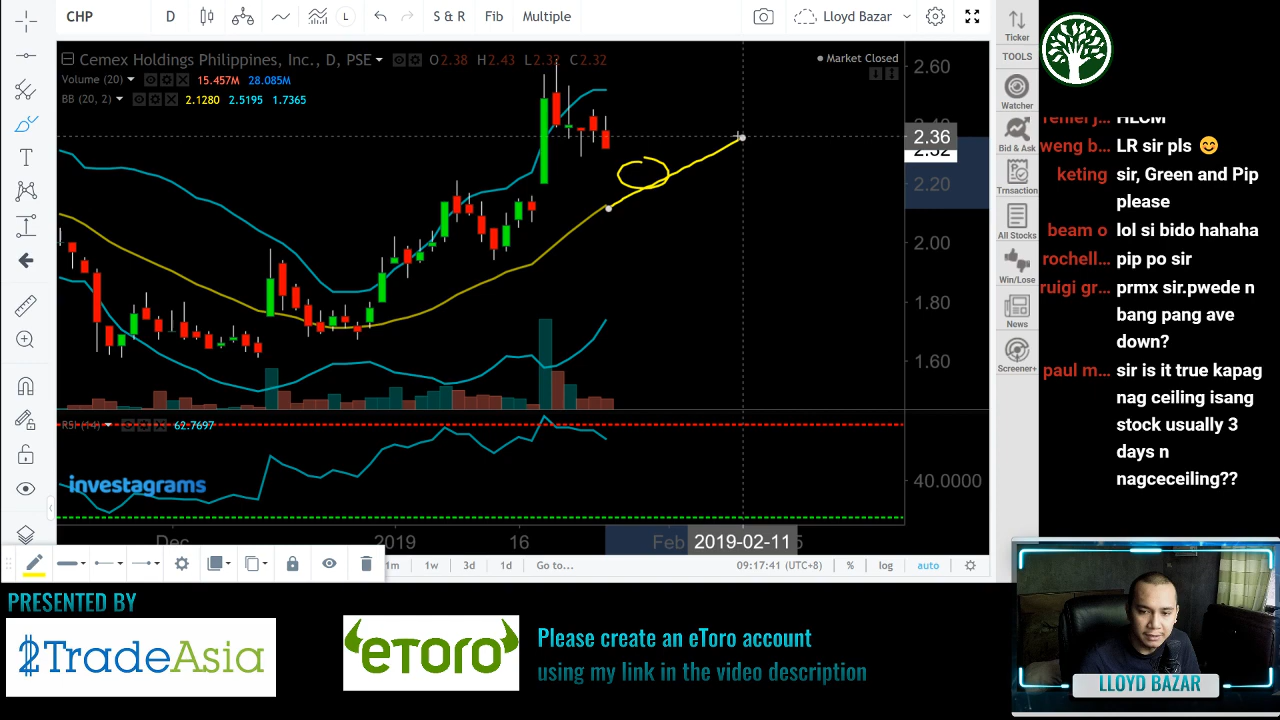 CHP
D
L
S & R
Fib
Multiple
Lloyd Bazar
Cemex Holdings Philippines, Inc., D, PSE
O2.38 H2.43 L2.32 C2.32
Market Closed
Volume (20)
15.457M 28.085M
BB (20, 2)
2.1280 2.5195 1.7365
2.60
2.36
2.32
2.20
2.00
1.80
1.60
RSI (14)
62.7697
40.0000
investagrams
Dec
2019
16
Feb
2019-02-11
1m
1w
3d
1d
Go to...
09:17:41 (UTC+8)
%
log
auto
Ticker
TOOLS
Watcher
Bid & Ask
Trnsaction
All Stocks
Win/Lose
News
Screener+
HLCM
weng b... LR sir pls 😊
keting sir, Green and Pip
please
beam o lol si bido hahaha
rochell... pip po sir
ruigi gr... prmx sir.pwede n
bang pang ave
down?
paul m... sir is it true kapag
nag ceiling isang
stock usually 3
days n
nagceceiling??
PRESENTED BY
2TradeAsia
eToro
Please create an eToro account
using my link in the video description
LLOYD BAZAR